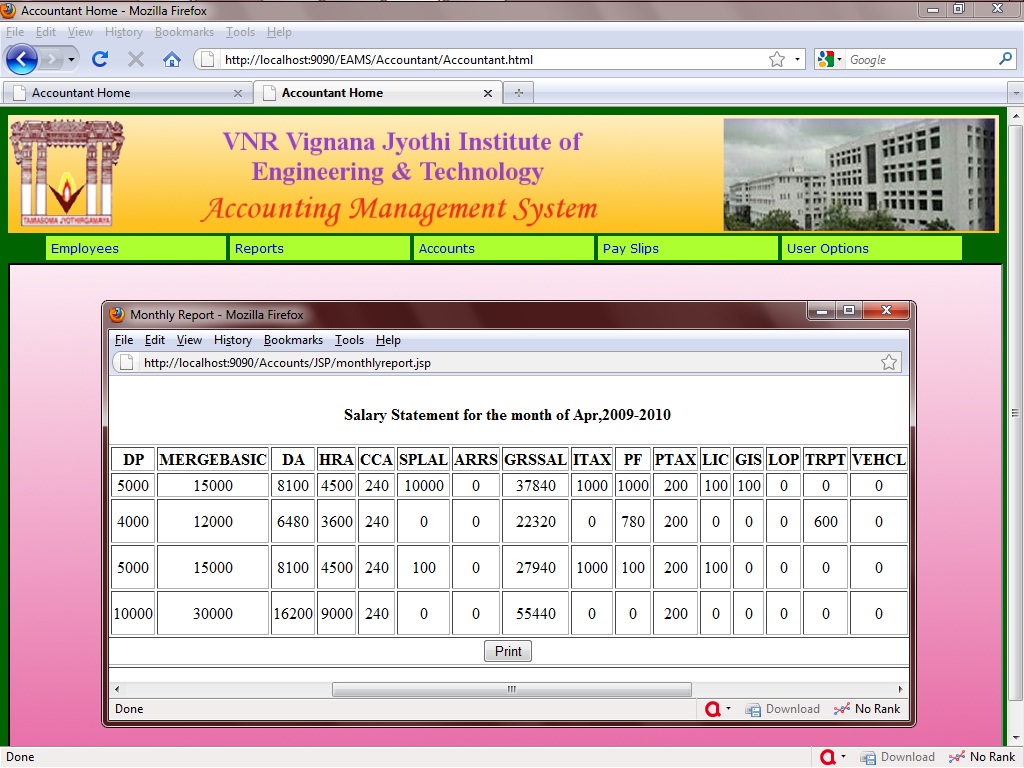 Accountant Home - Mozilla Firefox
File Edit View History Bookmarks Tools Help
http://localhost:9090/EAMS/Accountant/Accountant.html Google
Accountant Home Accountant Home
VNR Vignana Jyothi Institute of
Engineering & Technology
Accounting Management System
TAMASOMA JYOTHIRGAMAYA
Employees Reports Accounts Pay Slips User Options
Monthly Report - Mozilla Firefox
File Edit View History Bookmarks Tools Help
http://localhost:9090/Accounts/JSP/monthlyreport.jsp
Salary Statement for the month of Apr,2009-2010
DP MERGEBASIC DA HRA CCA SPLAL ARRS GRSSAL ITAX PF PTAX LIC GIS LOP TRPT VEHCL
5000 15000 8100 4500 240 10000 0 37840 1000 1000 200 100 100 0 0 0
4000 12000 6480 3600 240 0 0 22320 0 780 200 0 0 0 600 0
5000 15000 8100 4500 240 100 0 27940 1000 100 200 100 0 0 0 0
10000 30000 16200 9000 240 0 0 55440 0 0 200 0 0 0 0 0
Print
Done Download No Rank
Done Download No Rank